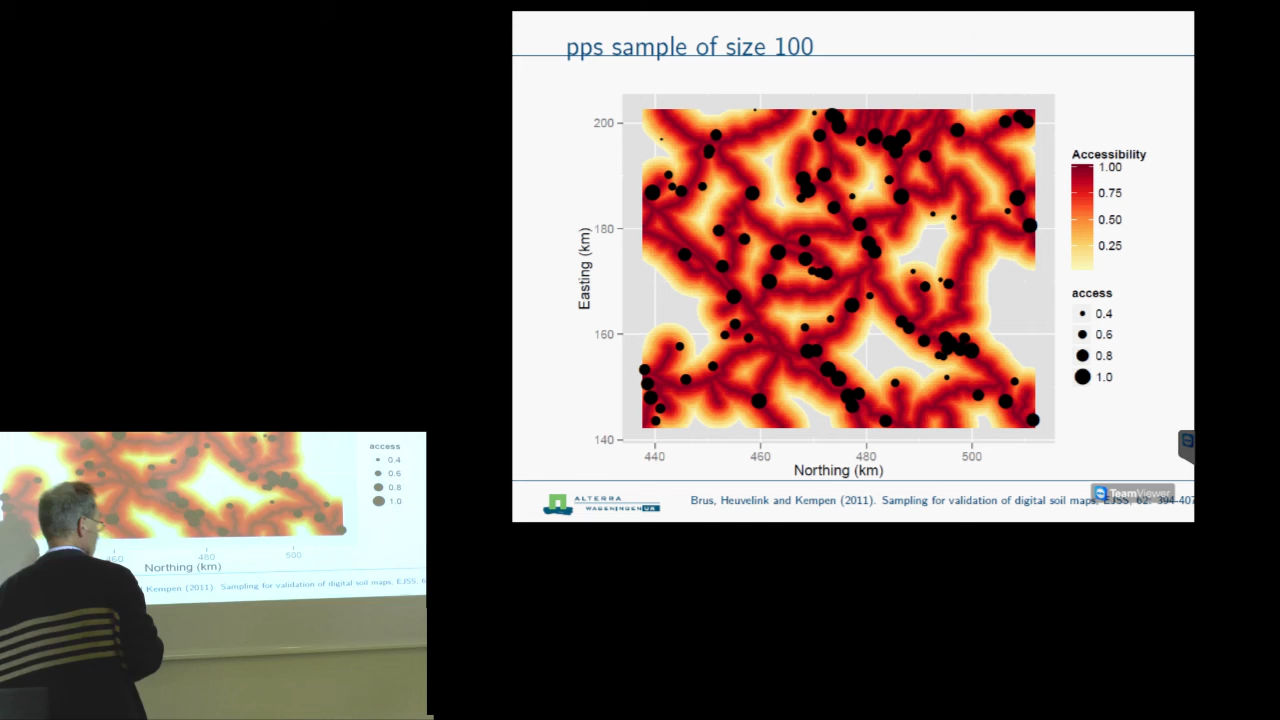 pps sample of size 100
200
180
160
140
Easting (km)
440
460
480
500
Northing (km)
Accessibility
1.00
0.75
0.50
0.25
access
0.4
0.6
0.8
1.0
ALTERRA
WAGENINGEN UR
Brus, Heuvelink and Kempen (2011). Sampling for validation of digital soil maps, EJSS, 62: 394-407
TeamViewer
access
0.4
0.6
0.8
1.0
460
480
500
Northing (km)
Kempen (2011). Sampling for validation of digital soil maps, EJSS, 6